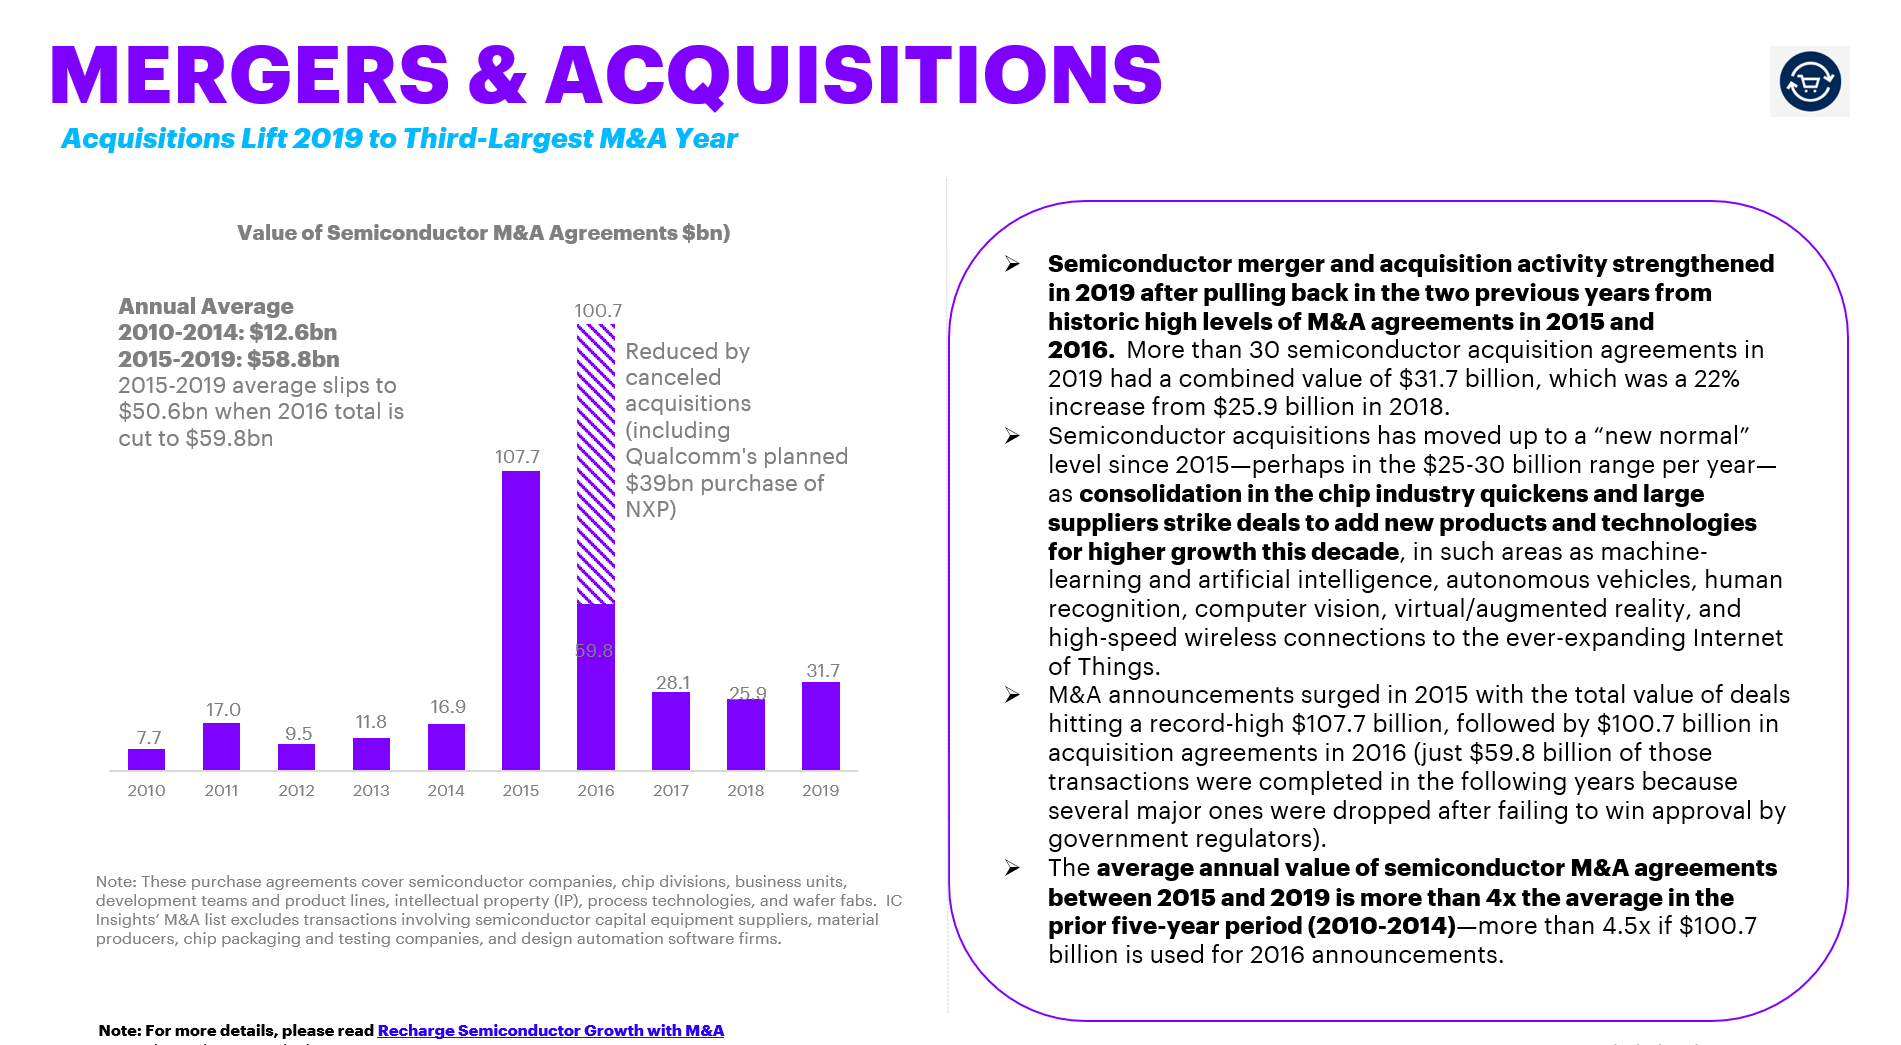 MERGERS & ACQUISITIONS
Acquisitions Lift 2019 to Third-Largest M&A Year
Value of Semiconductor M&A Agreements $bn)
Annual Average
2010-2014: $12.6bn
2015-2019: $58.8bn
2015-2019 average slips to
$50.6bn when 2016 total is
cut to $59.8bn
100.7
Reduced by
canceled
acquisitions
(including
Qualcomm's planned
$39bn purchase of
NXP)
107.7
59.8
7.7
17.0
9.5
11.8
16.9
28.1
25.9
31.7
2010 2011 2012 2013 2014 2015 2016 2017 2018 2019
Note: These purchase agreements cover semiconductor companies, chip divisions, business units,
development teams and product lines, intellectual property (IP), process technologies, and wafer fabs.  IC
Insights’ M&A list excludes transactions involving semiconductor capital equipment suppliers, material
producers, chip packaging and testing companies, and design automation software firms.
Note: For more details, please read Recharge Semiconductor Growth with M&A
➢ Semiconductor merger and acquisition activity strengthened
in 2019 after pulling back in the two previous years from
historic high levels of M&A agreements in 2015 and
2016.  More than 30 semiconductor acquisition agreements in
2019 had a combined value of $31.7 billion, which was a 22%
increase from $25.9 billion in 2018.
➢ Semiconductor acquisitions has moved up to a “new normal”
level since 2015—perhaps in the $25-30 billion range per year—
as consolidation in the chip industry quickens and large
suppliers strike deals to add new products and technologies
for higher growth this decade, in such areas as machine-
learning and artificial intelligence, autonomous vehicles, human
recognition, computer vision, virtual/augmented reality, and
high-speed wireless connections to the ever-expanding Internet
of Things.
➢ M&A announcements surged in 2015 with the total value of deals
hitting a record-high $107.7 billion, followed by $100.7 billion in
acquisition agreements in 2016 (just $59.8 billion of those
transactions were completed in the following years because
several major ones were dropped after failing to win approval by
government regulators).
➢ The average annual value of semiconductor M&A agreements
between 2015 and 2019 is more than 4x the average in the
prior five-year period (2010-2014)—more than 4.5x if $100.7
billion is used for 2016 announcements.